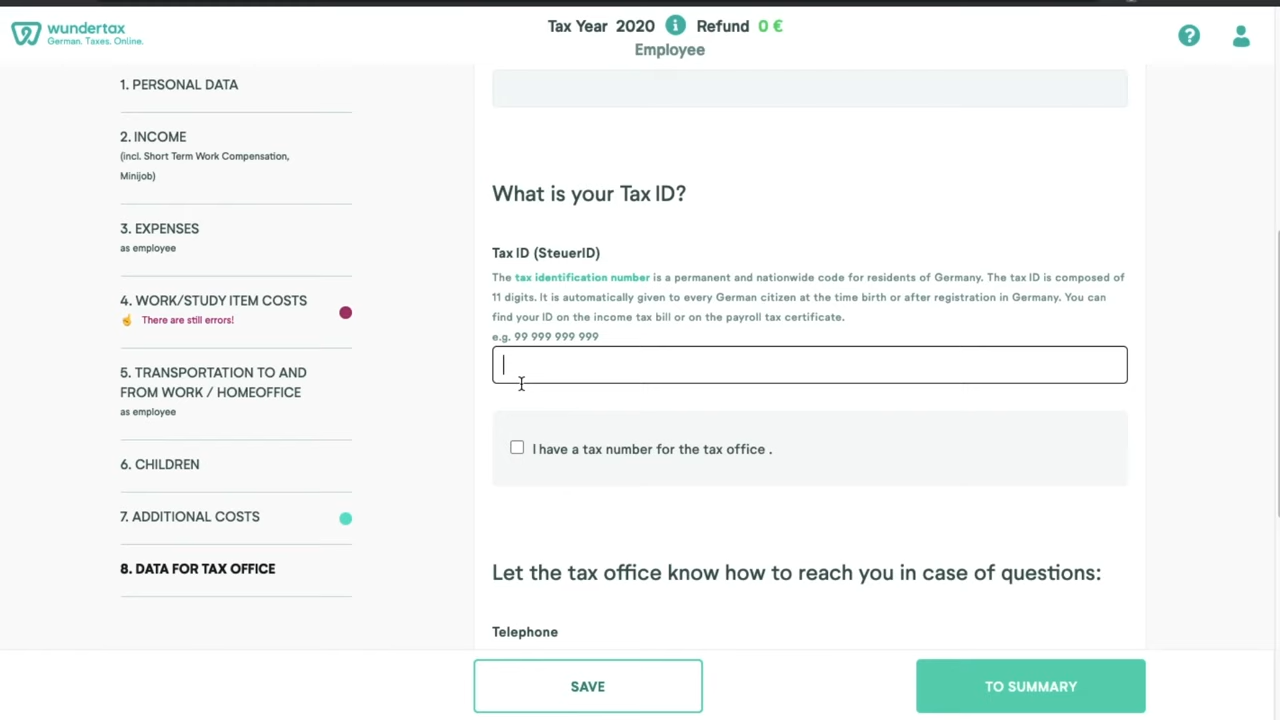 wundertax
German. Taxes. Online.
Tax Year 2020 i Refund 0 €
Employee
?
1. PERSONAL DATA
2. INCOME
(incl. Short Term Work Compensation,
Minijob)
3. EXPENSES
as employee
4. WORK/STUDY ITEM COSTS
☝ There are still errors!
5. TRANSPORTATION TO AND
FROM WORK / HOMEOFFICE
as employee
6. CHILDREN
7. ADDITIONAL COSTS
8. DATA FOR TAX OFFICE
What is your Tax ID?
Tax ID (SteuerID)
The tax identification number is a permanent and nationwide code for residents of Germany. The tax ID is composed of
11 digits. It is automatically given to every German citizen at the time birth or after registration in Germany. You can
find your ID on the income tax bill or on the payroll tax certificate.
e.g. 99 999 999 999
I have a tax number for the tax office .
Let the tax office know how to reach you in case of questions:
Telephone
SAVE
TO SUMMARY